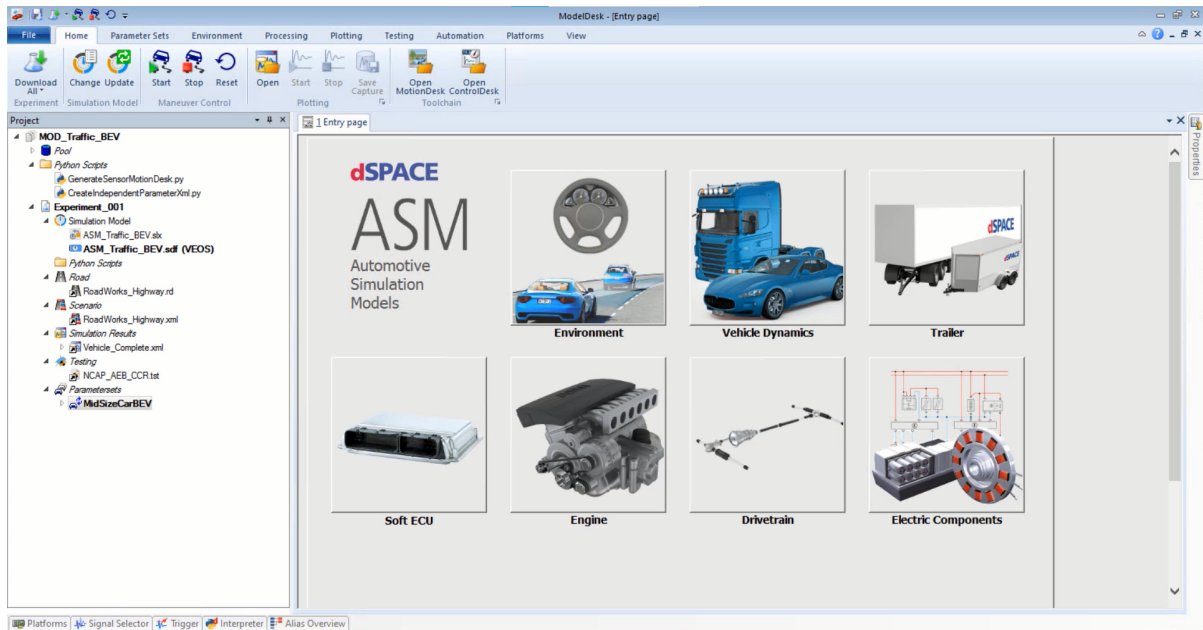 ModelDesk - [Entry page]
File Home Parameter Sets Environment Processing Plotting Testing Automation Platforms View
Download All Change Update Start Stop Reset Open Start Stop Save Capture Open MotionDesk Open ControlDesk
Experiment Simulation Model Maneuver Control Plotting Toolchain
Project
1 Entry page
Properties
MOD_Traffic_BEV
Pool
Python Scripts
GenerateSensorMotionDesk.py
CreateIndependentParameterXml.py
Experiment_001
Simulation Model
ASM_Traffic_BEV.slx
ASM_Traffic_BEV.sdf (VEOS)
Python Scripts
Road
RoadWorks_Highway.rd
Scenario
RoadWorks_Highway.xml
Simulation Results
Vehicle_Complete.xml
Testing
NCAP_AEB_CCR.tst
Parametersets
MidSizeCarBEV
dSPACE
ASM
Automotive
Simulation
Models
dSPACE
dSPACE
Environment Vehicle Dynamics Trailer
Soft ECU Engine Drivetrain Electric Components
Platforms Signal Selector Trigger Interpreter Alias Overview